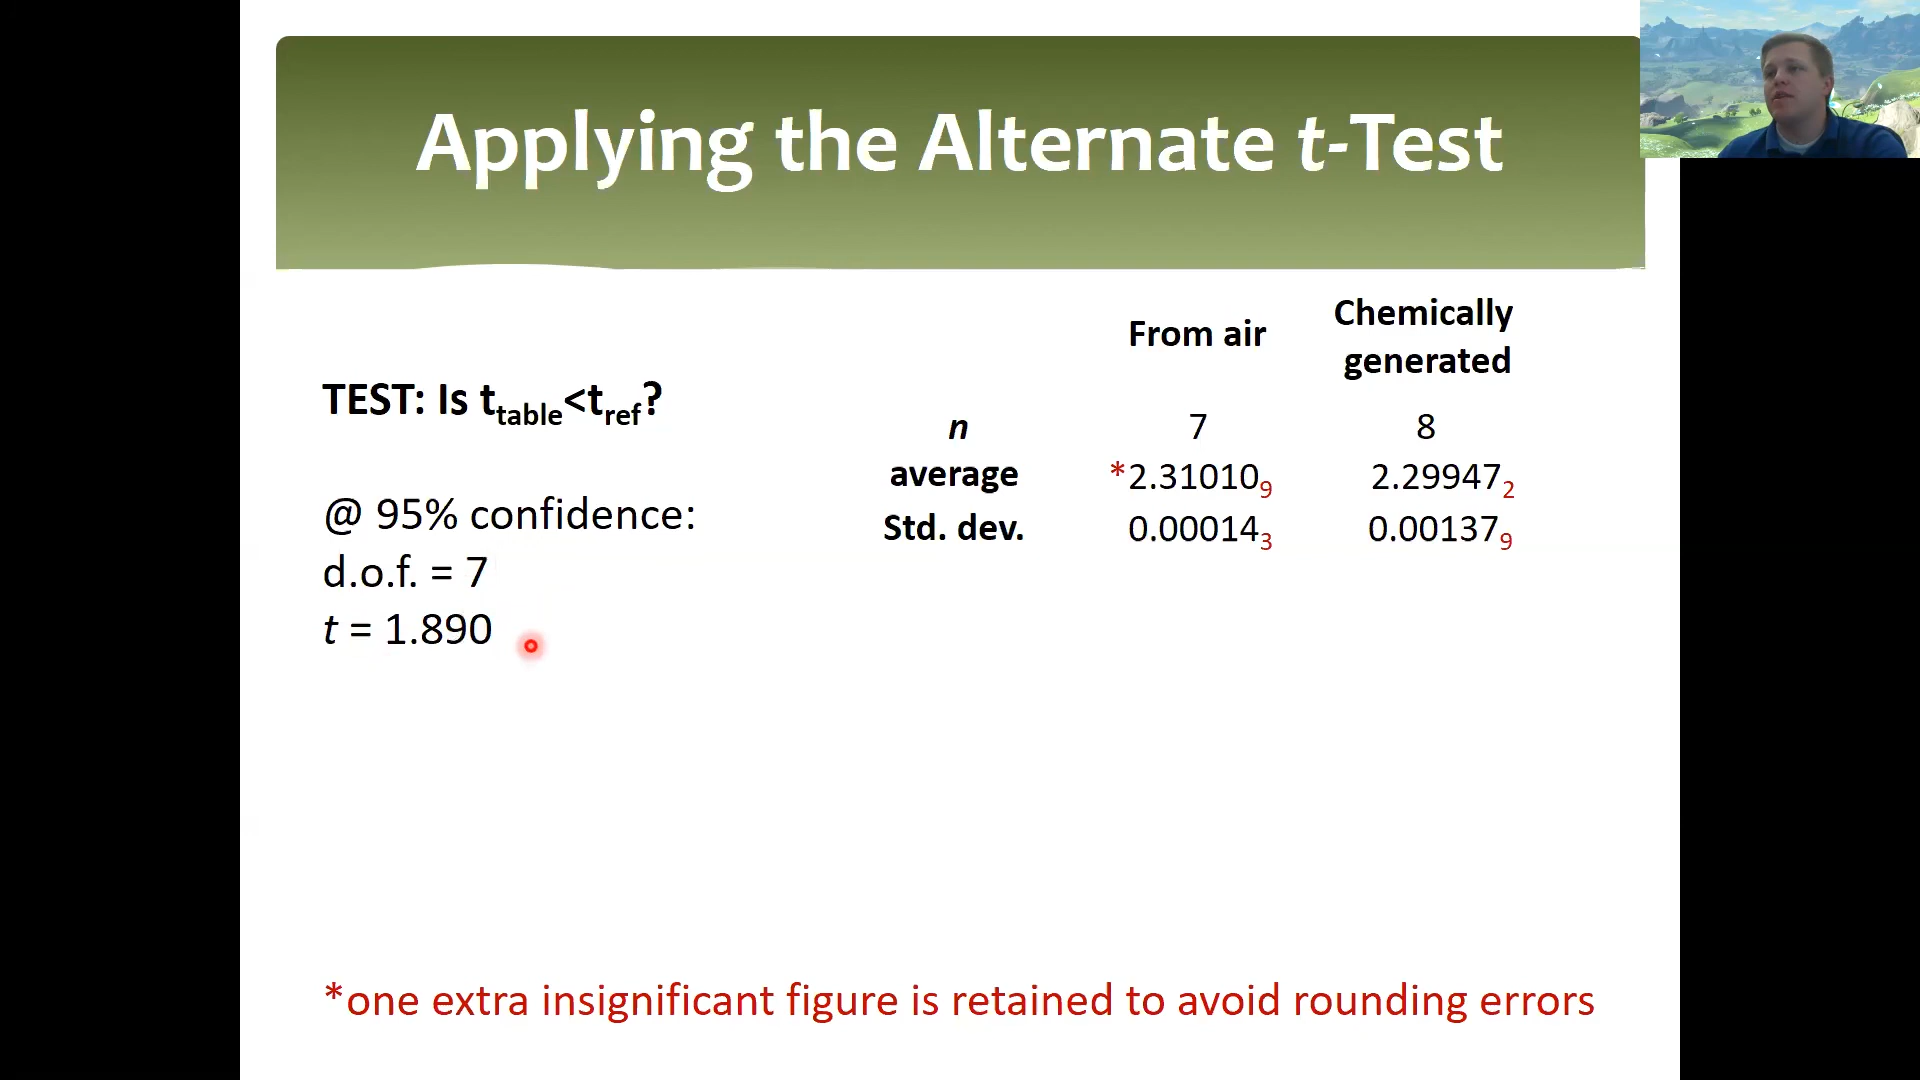 Applying the Alternate t-Test
TEST: Is ttable<tref?
@ 95% confidence:
d.o.f. = 7
t = 1.890
From air Chemically generated
n 7 8
average *2.310109 2.299472
Std. dev. 0.000143 0.001379
*one extra insignificant figure is retained to avoid rounding errors